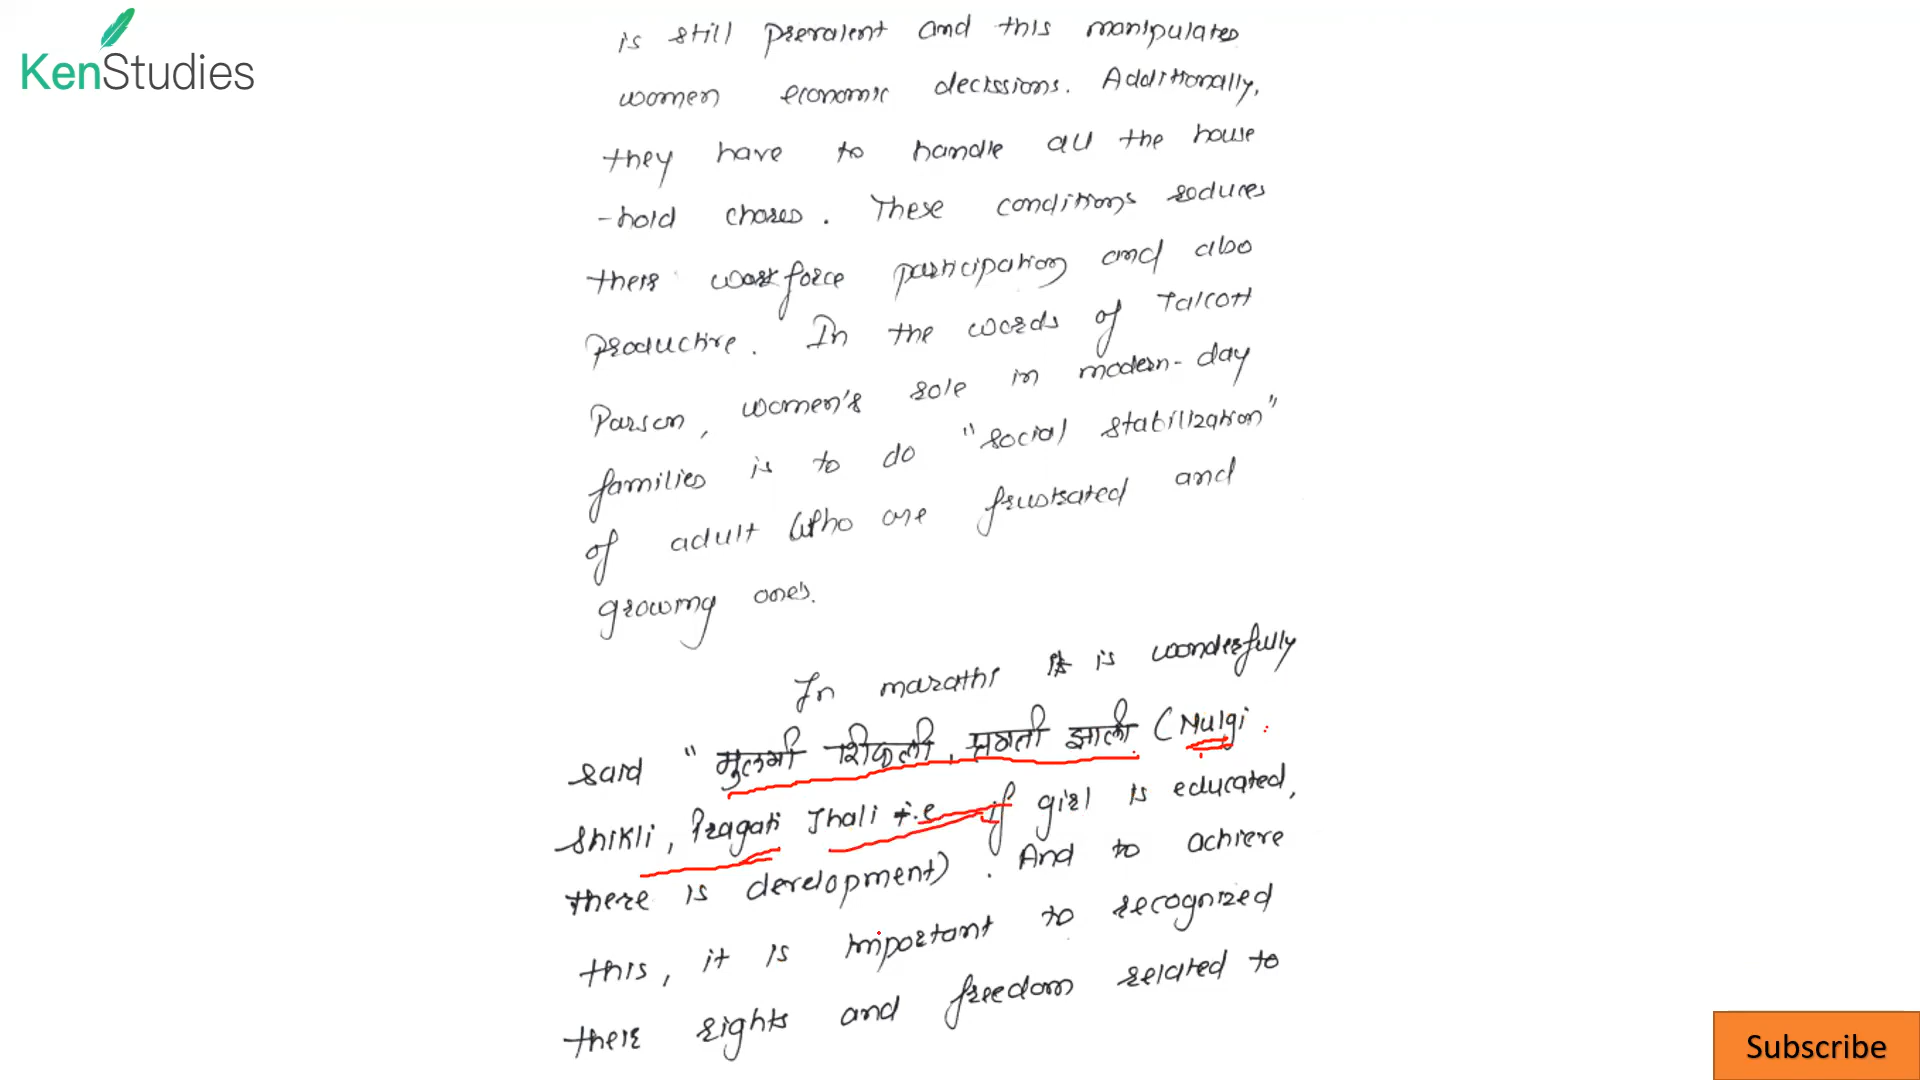 KenStudies
is still prevalent and this manipulates
women economic decissions. Additionally,
they have to handle all the house
-hold chores. These conditions reduces
there workforce participation and also
productive. In the words of Talcott
Parson, women's role in modern-day
families is to do "social stabilization"
of adult who are frustrated and
growing ones.
In marathi it is wonderfully
said "मुलगी शिकली, प्रगती झाली (Mulgi
Shikli, Pragati Jhali i.e if girl is educated,
there is development). And to achieve
this, it is important to recognized
there rights and freedom related to
Subscribe